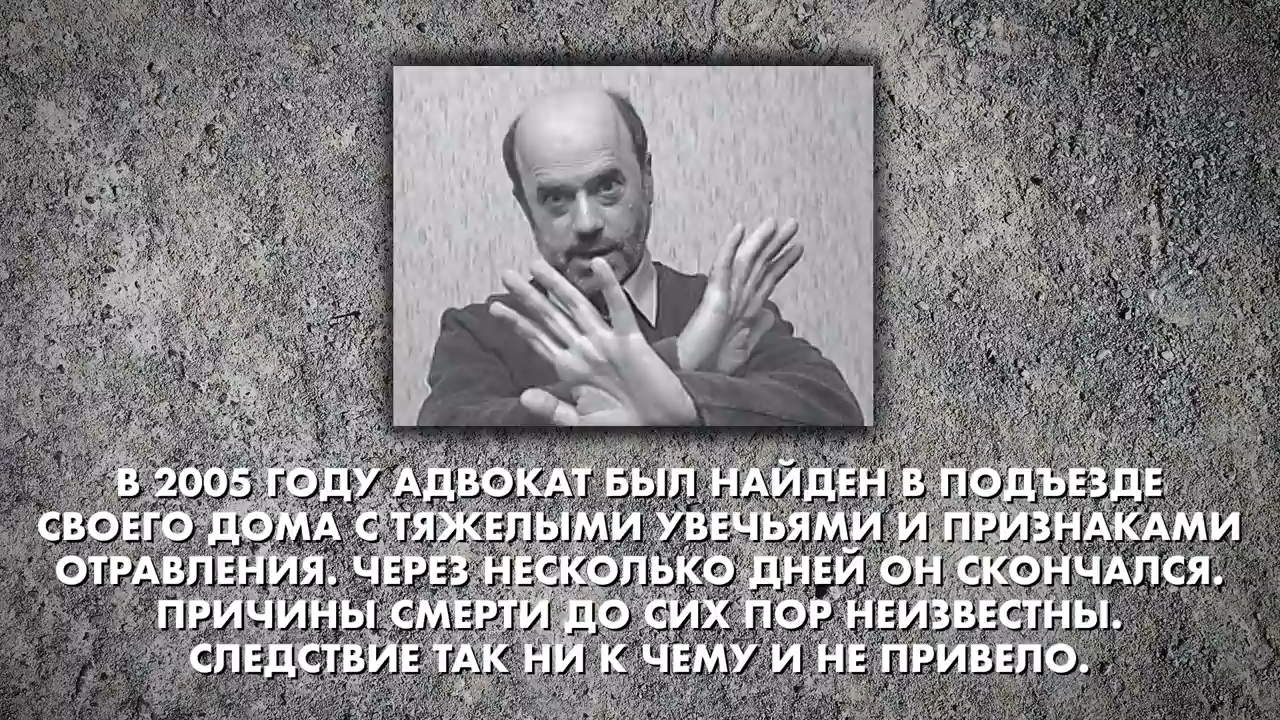 В 2005 ГОДУ АДВОКАТ БЫЛ НАЙДЕН В ПОДЪЕЗДЕ
СВОЕГО ДОМА С ТЯЖЕЛЫМИ УВЕЧЬЯМИ И ПРИЗНАКАМИ
ОТРАВЛЕНИЯ. ЧЕРЕЗ НЕСКОЛЬКО ДНЕЙ ОН СКОНЧАЛСЯ.
ПРИЧИНЫ СМЕРТИ ДО СИХ ПОР НЕИЗВЕСТНЫ.
СЛЕДСТВИЕ ТАК НИ К ЧЕМУ И НЕ ПРИВЕЛО.